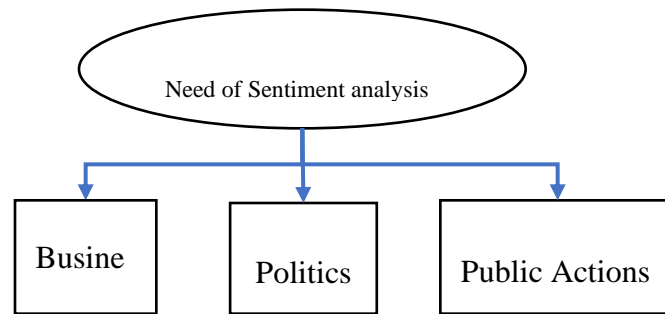 Need of Sentiment analysis
Busine
Politics
Public Actions